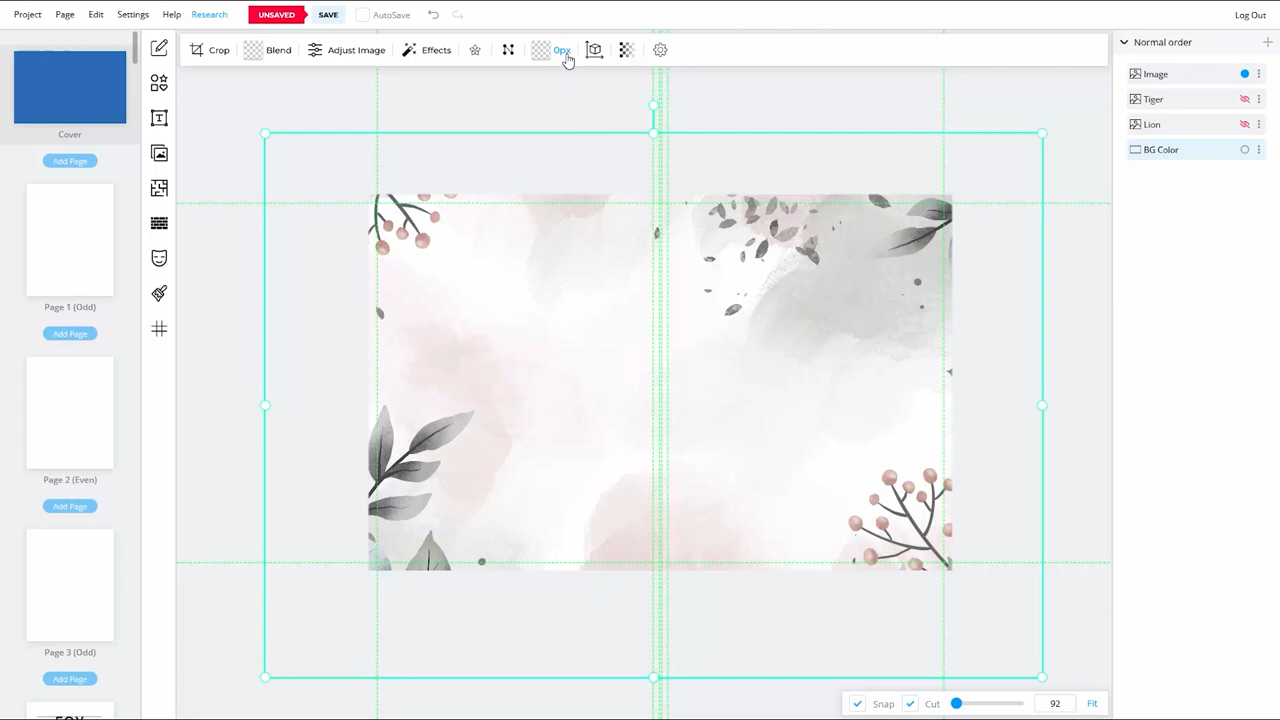 Project Page Edit Settings Help Research UNSAVED SAVE AutoSave Log Out
Crop Blend Adjust Image Effects 0px
Cover
Add Page
Page 1 (Odd)
Add Page
Page 2 (Even)
Add Page
Page 3 (Odd)
Add Page
FOX
Normal order
Image
Tiger
Lion
BG Color
Snap Cut 92 Fit